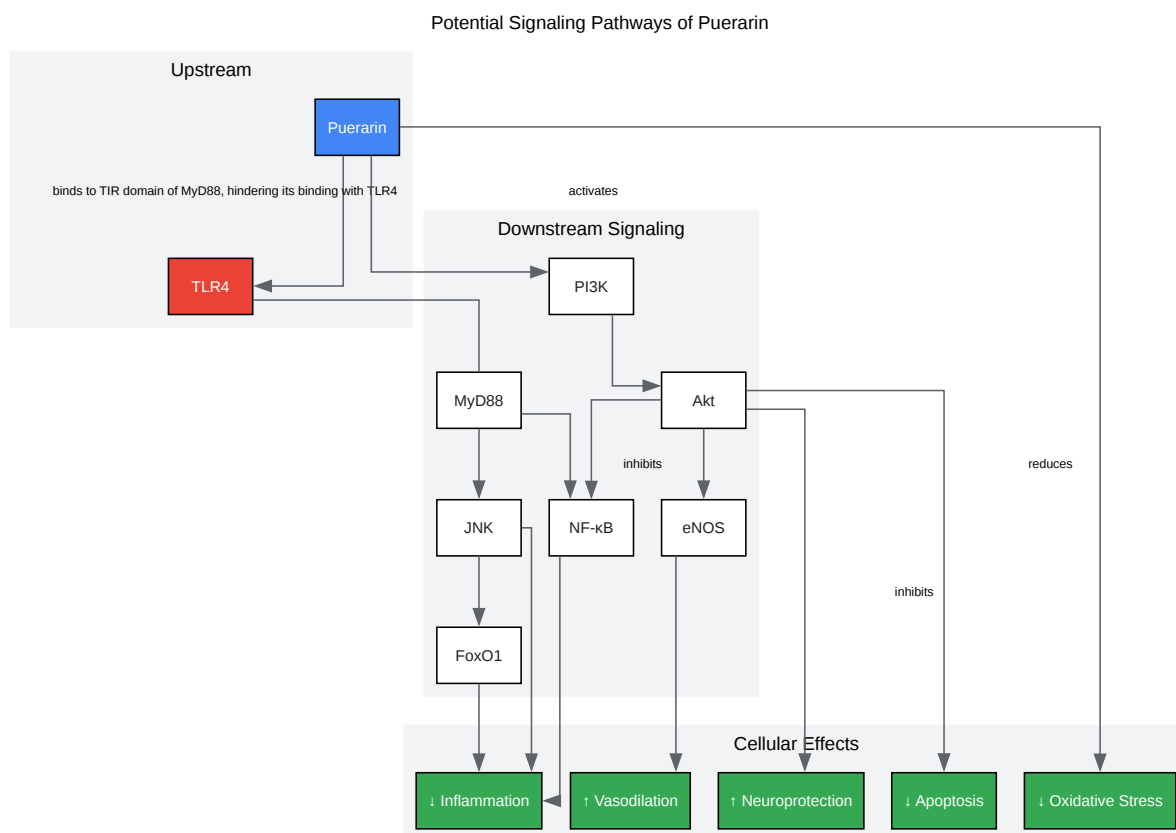 Potential Signaling Pathways of Puerarin
Upstream
Puerarin
binds to TIR domain of MyD88, hindering its binding with TLR4
activates
Downstream Signaling
TLR4
PI3K
MyD88
Akt
inhibits
reduces
JNK
NF-κB
eNOS
inhibits
FoxO1
Cellular Effects
↓ Inflammation
↑ Vasodilation
↑ Neuroprotection
↓ Apoptosis
↓ Oxidative Stress